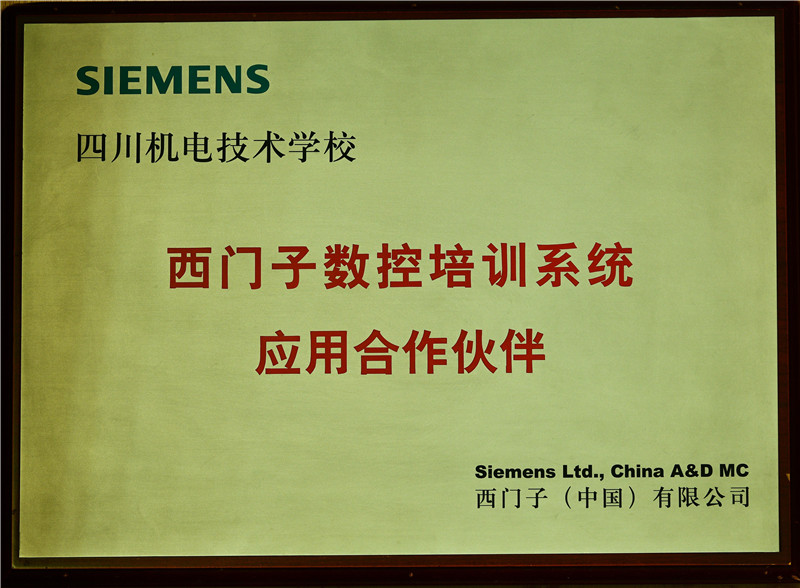 SIEMENS
四川机电技术学校
西门子数控培训系统
应用合作伙伴
Siemens Ltd., China A&D MC
西门子（中国）有限公司